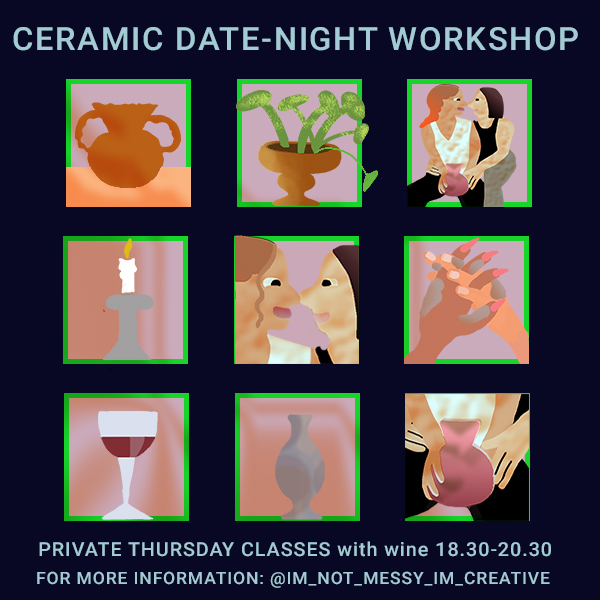 CERAMIC DATE-NIGHT WORKSHOP
PRIVATE THURSDAY CLASSES with wine 18.30-20.30
FOR MORE INFORMATION: @IM_NOT_MESSY_IM_CREATIVE